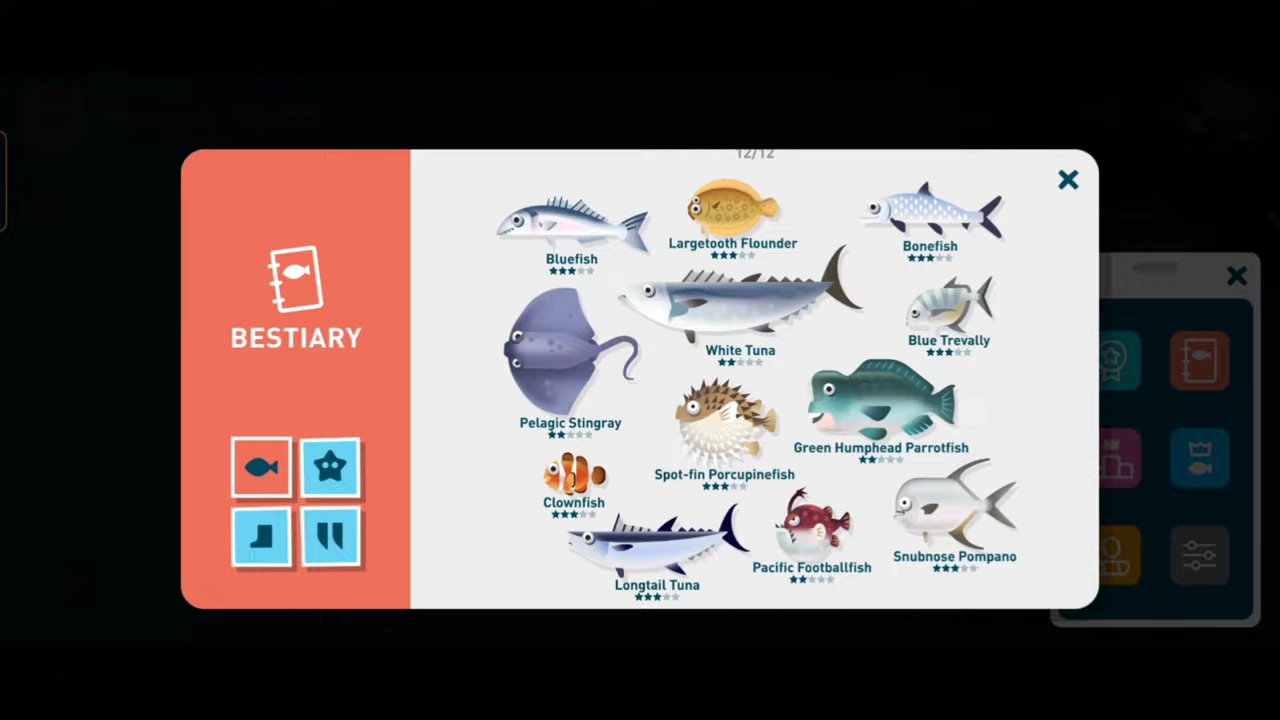 12/12
BESTIARY
Bluefish
Largetooth Flounder
Bonefish
White Tuna
Blue Trevally
Pelagic Stingray
Spot-fin Porcupinefish
Green Humphead Parrotfish
Clownfish
Longtail Tuna
Pacific Footballfish
Snubnose Pompano